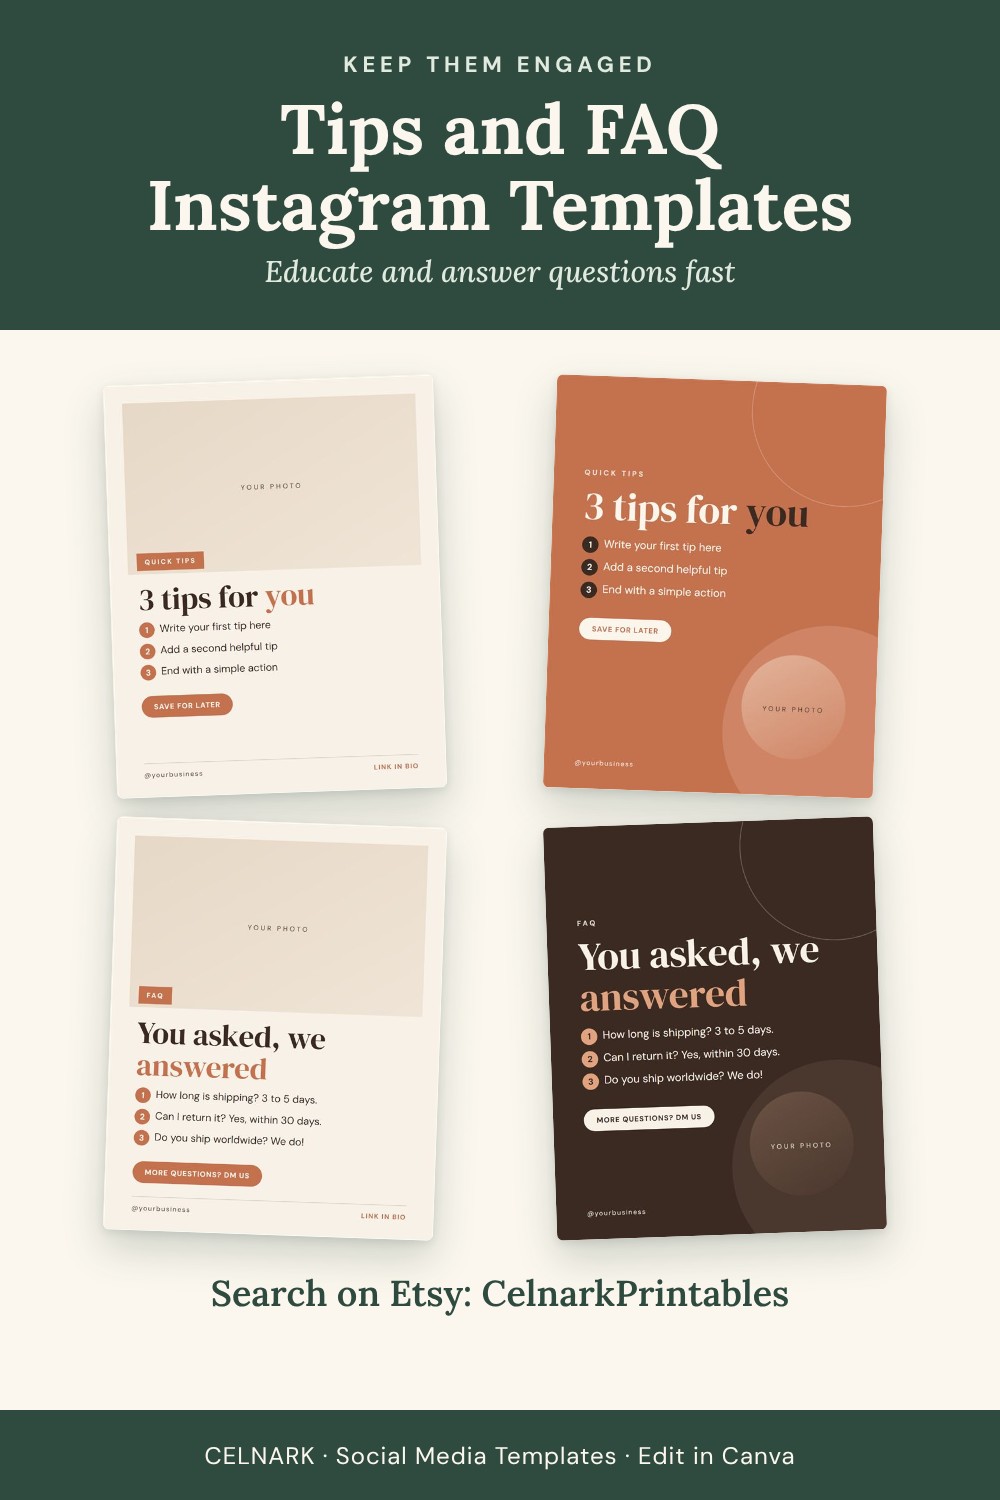 KEEP THEM ENGAGED
Tips and FAQ
Instagram Templates
Educate and answer questions fast
YOUR PHOTO
QUICK TIPS
3 tips for you
1 Write your first tip here
2 Add a second helpful tip
3 End with a simple action
SAVE FOR LATER
@yourbusiness
LINK IN BIO
QUICK TIPS
3 tips for you
1 Write your first tip here
2 Add a second helpful tip
3 End with a simple action
SAVE FOR LATER
YOUR PHOTO
@yourbusiness
YOUR PHOTO
FAQ
You asked, we
answered
1 How long is shipping? 3 to 5 days.
2 Can I return it? Yes, within 30 days.
3 Do you ship worldwide? We do!
MORE QUESTIONS? DM US
@yourbusiness
LINK IN BIO
FAQ
You asked, we
answered
1 How long is shipping? 3 to 5 days.
2 Can I return it? Yes, within 30 days.
3 Do you ship worldwide? We do!
MORE QUESTIONS? DM US
YOUR PHOTO
@yourbusiness
Search on Etsy: CelnarkPrintables
CELNARK · Social Media Templates · Edit in Canva